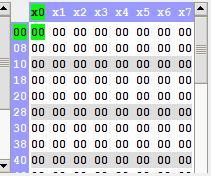 x0 x1 x2 x3 x4 x5 x6 x7
00 00 00 00 00 00 00 00 00
08 00 00 00 00 00 00 00 00
10 00 00 00 00 00 00 00 00
18 00 00 00 00 00 00 00 00
20 00 00 00 00 00 00 00 00
28 00 00 00 00 00 00 00 00
30 00 00 00 00 00 00 00 00
38 00 00 00 00 00 00 00 00
40 00 00 00 00 00 00 00 00